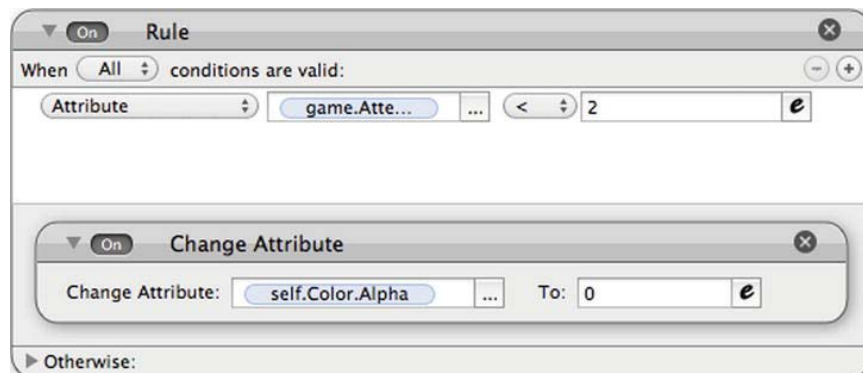 On Rule
When All conditions are valid:
Attribute game.Atte... ... < 2 e
On Change Attribute
Change Attribute: self.Color.Alpha ... To: 0 e
Otherwise: